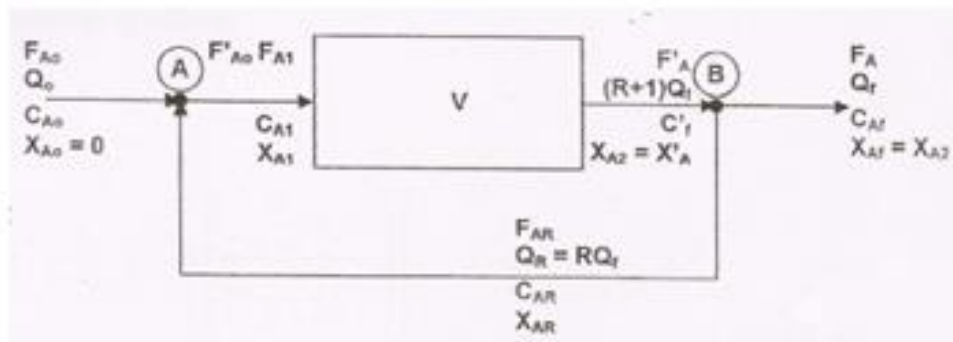 F_Ao
Q_o
C_Ao
X_Ao = 0
A
F'_Ao F_A1
C_A1
X_A1
V
F'_A
(R+1)Q_f
C'_f
X_A2 = X'_A
B
F_A
Q_f
C_Af
X_Af = X_A2
F_AR
Q_R = RQ_f
C_AR
X_AR